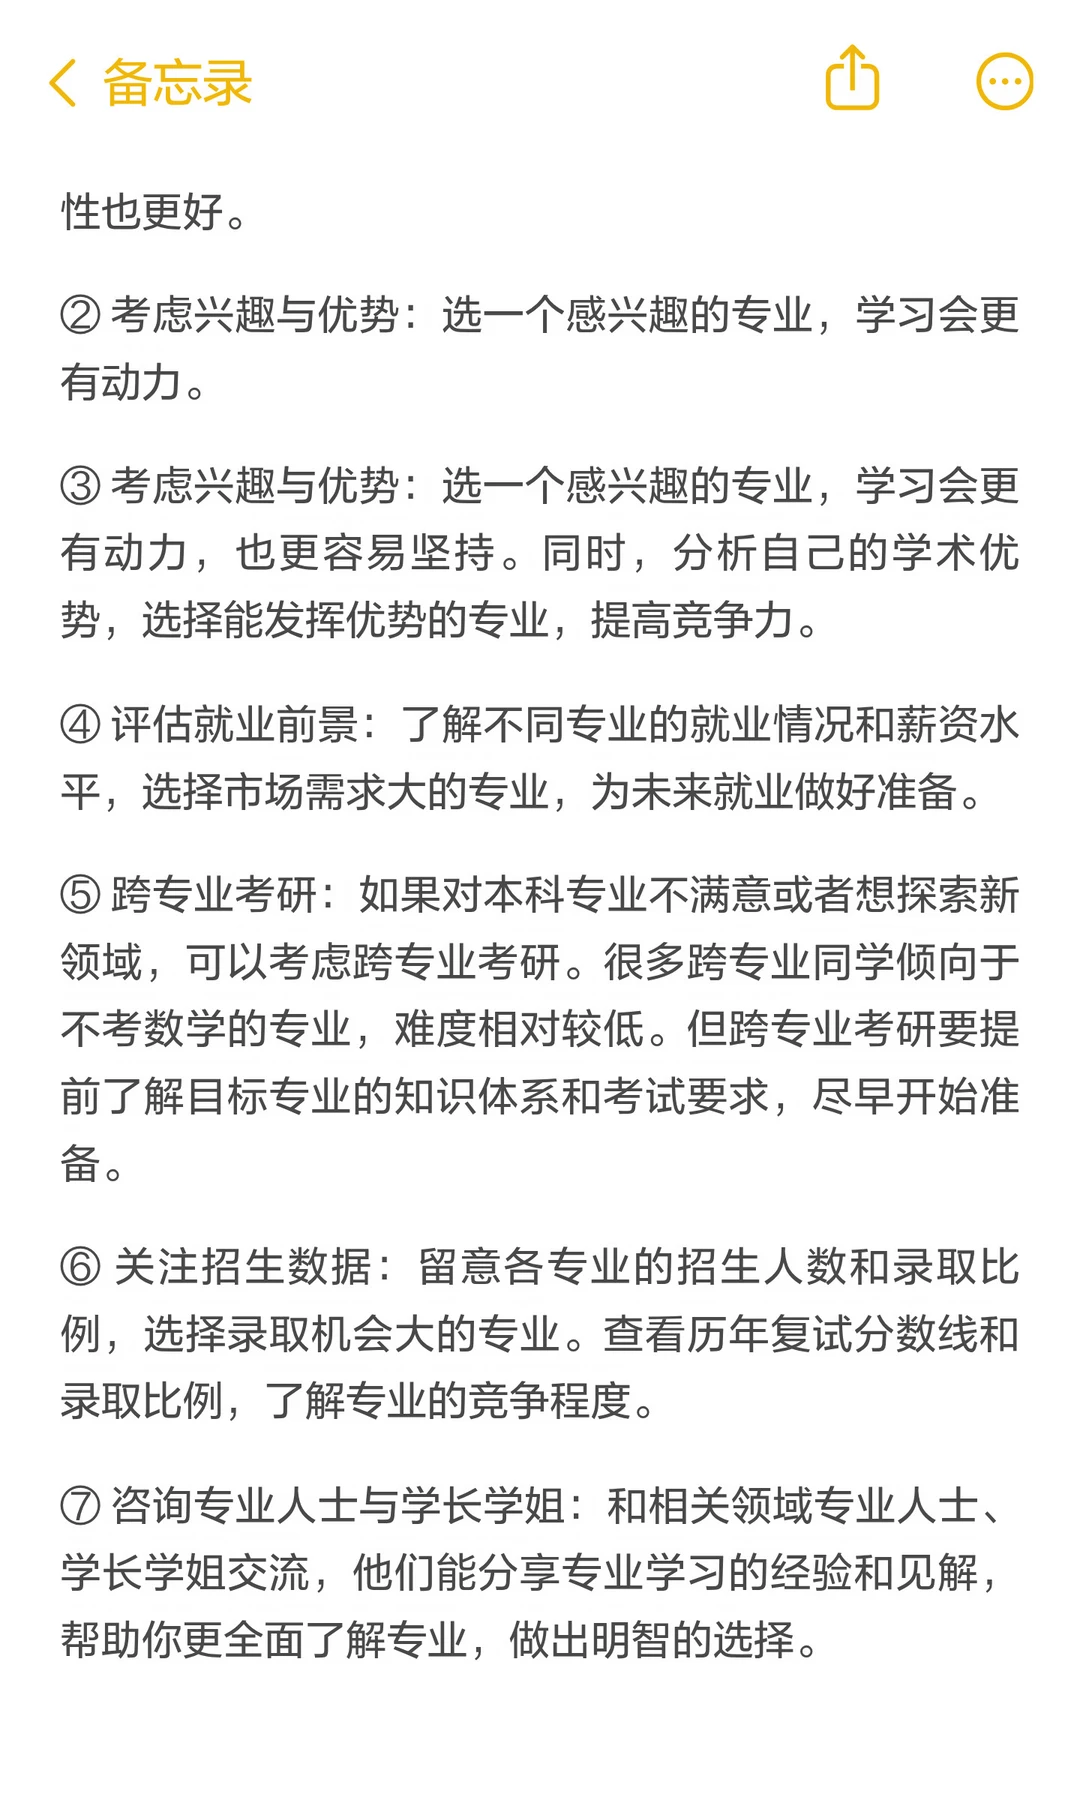 备忘录
性也更好。
② 考虑兴趣与优势：选一个感兴趣的专业，学习会更
有动力。
③ 考虑兴趣与优势：选一个感兴趣的专业，学习会更
有动力，也更容易坚持。同时，分析自己的学术优
势，选择能发挥优势的专业，提高竞争力。
④ 评估就业前景：了解不同专业的就业情况和薪资水
平，选择市场需求大的专业，为未来就业做好准备。
⑤ 跨专业考研：如果对本科专业不满意或者想探索新
领域，可以考虑跨专业考研。很多跨专业同学倾向于
不考数学的专业，难度相对较低。但跨专业考研要提
前了解目标专业的知识体系和考试要求，尽早开始准
备。
⑥ 关注招生数据：留意各专业的招生人数和录取比
例，选择录取机会大的专业。查看历年复试分数线和
录取比例，了解专业的竞争程度。
⑦ 咨询专业人士与学长学姐：和相关领域专业人士、
学长学姐交流，他们能分享专业学习的经验和见解，
帮助你更全面了解专业，做出明智的选择。